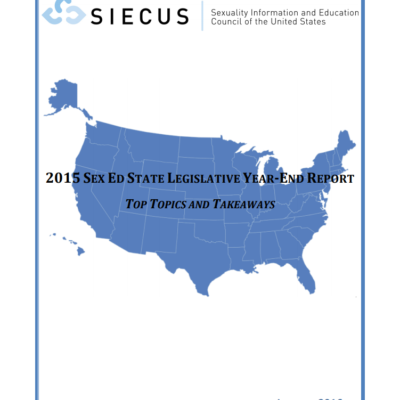 SIECUS
Sexuality Information and Education
Council of the United States
2015 SEX ED STATE LEGISLATIVE YEAR-END REPORT
TOP TOPICS AND TAKEAWAYS